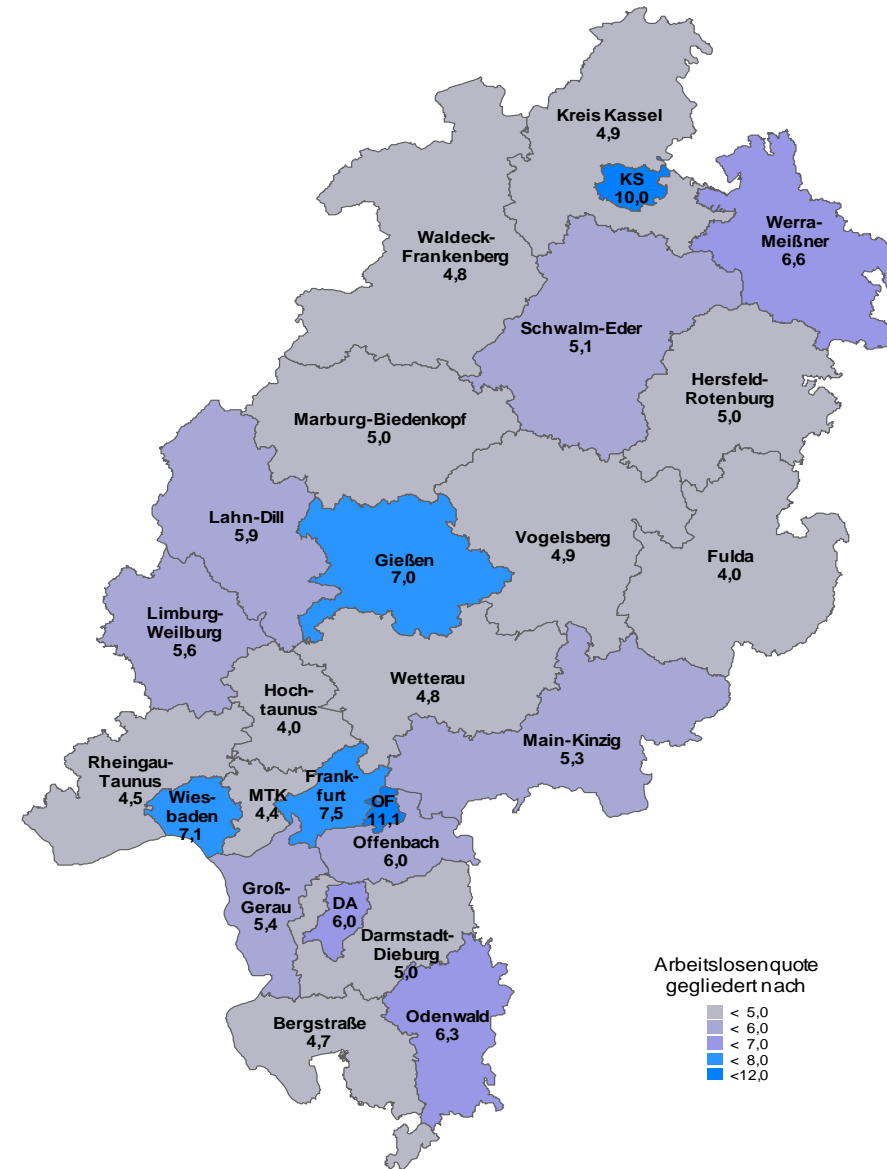 Kreis Kassel
4,9
KS
10,0
Werra-
Meißner
6,6
Waldeck-
Frankenberg
4,8
Schwalm-Eder
5,1
Hersfeld-
Rotenburg
5,0
Marburg-Biedenkopf
5,0
Lahn-Dill
5,9
Gießen
7,0
Vogelsberg
4,9
Fulda
4,0
Limburg-
Weilburg
5,6
Hoch-
taunus
4,0
Wetterau
4,8
Main-Kinzig
5,3
Rheingau-
Taunus
4,5
Wies-
baden
7,1
MTK
4,4
Frank-
furt
7,5
OF
11,1
Offenbach
6,0
Groß-
Gerau
5,4
DA
6,0
Darmstadt-
Dieburg
5,0
Bergstraße
4,7
Odenwald
6,3
Arbeitslosenquote
gegliedert nach
< 5,0
< 6,0
< 7,0
< 8,0
<12,0